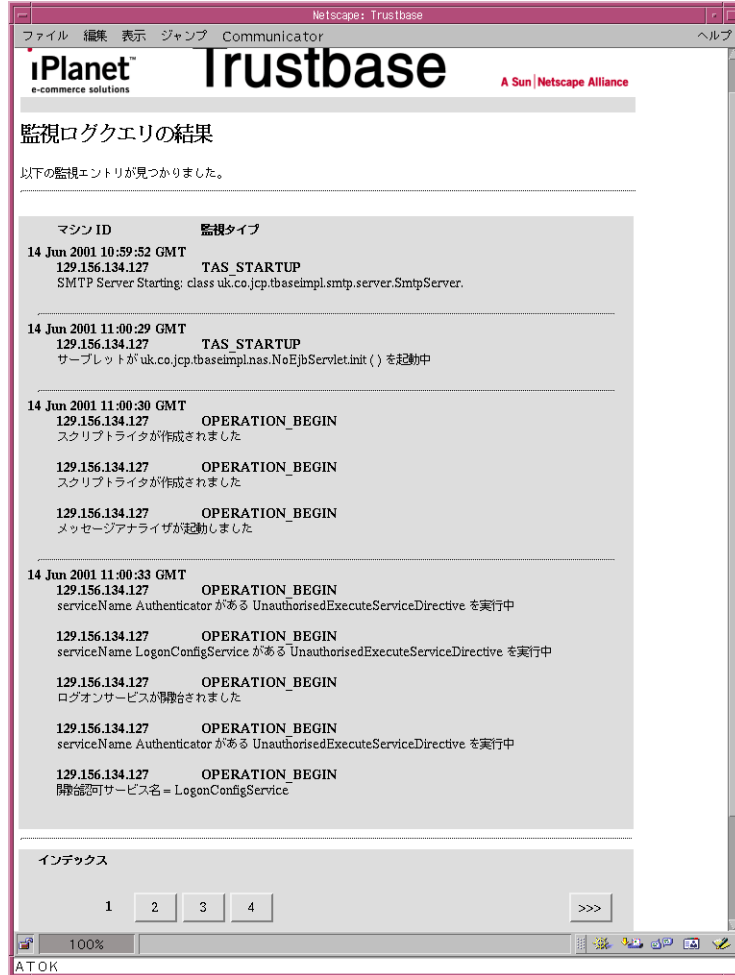 Netscape: Trustbase
ファイル 編集 表示 ジャンプ Communicator ヘルプ
iPlanet™ Trustbase
e-commerce solutions A Sun|Netscape Alliance
監視ログクエリの結果
以下の監視エントリが見つかりました。
マシン ID 監視タイプ
14 Jun 2001 10:59:52 GMT
129.156.134.127 TAS_STARTUP
SMTP Server Starting: class uk.co.jcp.tbaseimpl.smtp.server.SmtpServer.
14 Jun 2001 11:00:29 GMT
129.156.134.127 TAS_STARTUP
サーブレットが uk.co.jcp.tbaseimpl.nas.NoEjbServlet.init ( ) を起動中
14 Jun 2001 11:00:30 GMT
129.156.134.127 OPERATION_BEGIN
スクリプトライタが作成されました
129.156.134.127 OPERATION_BEGIN
スクリプトライタが作成されました
129.156.134.127 OPERATION_BEGIN
メッセージアナライザが起動しました
14 Jun 2001 11:00:33 GMT
129.156.134.127 OPERATION_BEGIN
serviceName Authenticator がある UnauthorisedExecuteServiceDirective を実行中
129.156.134.127 OPERATION_BEGIN
serviceName LogonConfigService がある UnauthorisedExecuteServiceDirective を実行中
129.156.134.127 OPERATION_BEGIN
ログオンサービスが開始されました
129.156.134.127 OPERATION_BEGIN
serviceName Authenticator がある UnauthorisedExecuteServiceDirective を実行中
129.156.134.127 OPERATION_BEGIN
開始認可サービス名 = LogonConfigService
インデックス
1 2 3 4 >>>
100%
ATOK